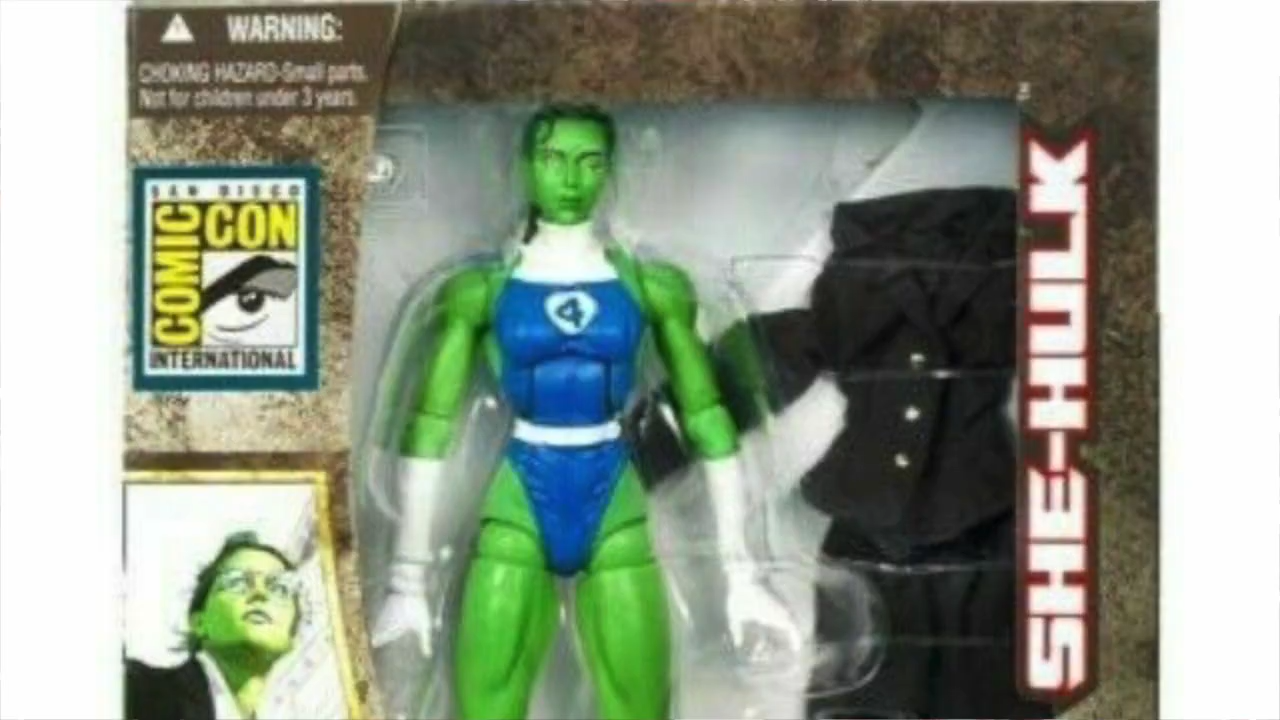 WARNING:
CHOKING HAZARD-Small parts.
Not for children under 3 years.
SAN DIEGO
COMIC
CON
INTERNATIONAL
4
SHE-HULK